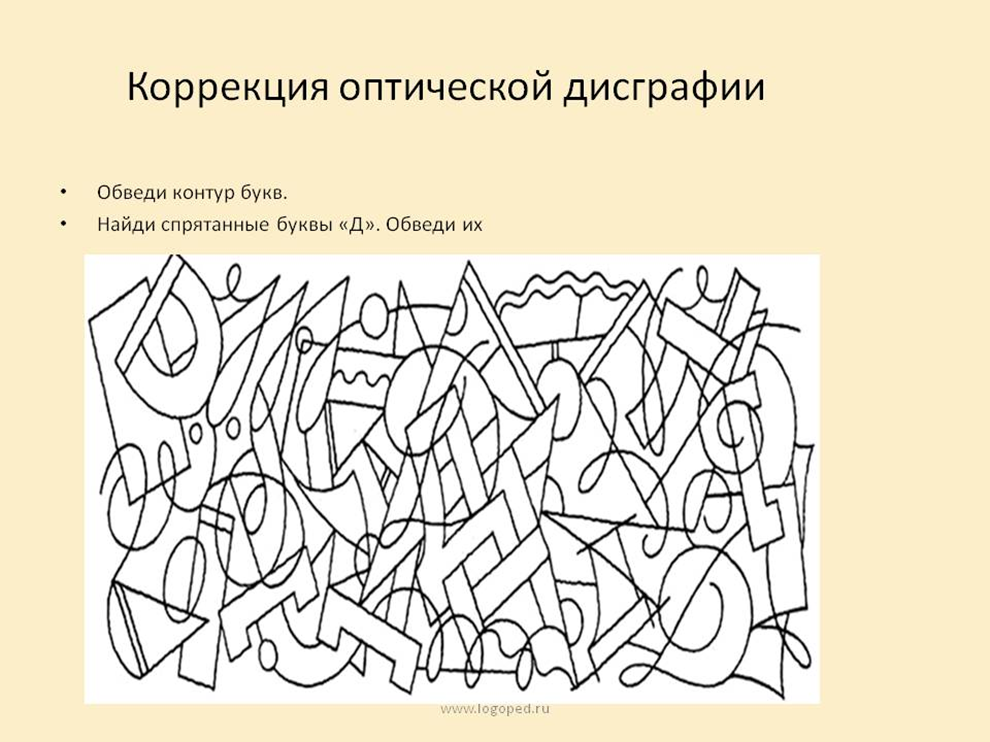 Коррекция оптической дисграфии
• Обведи контур букв.
• Найди спрятанные буквы «Д». Обведи их
www.logoped.ru